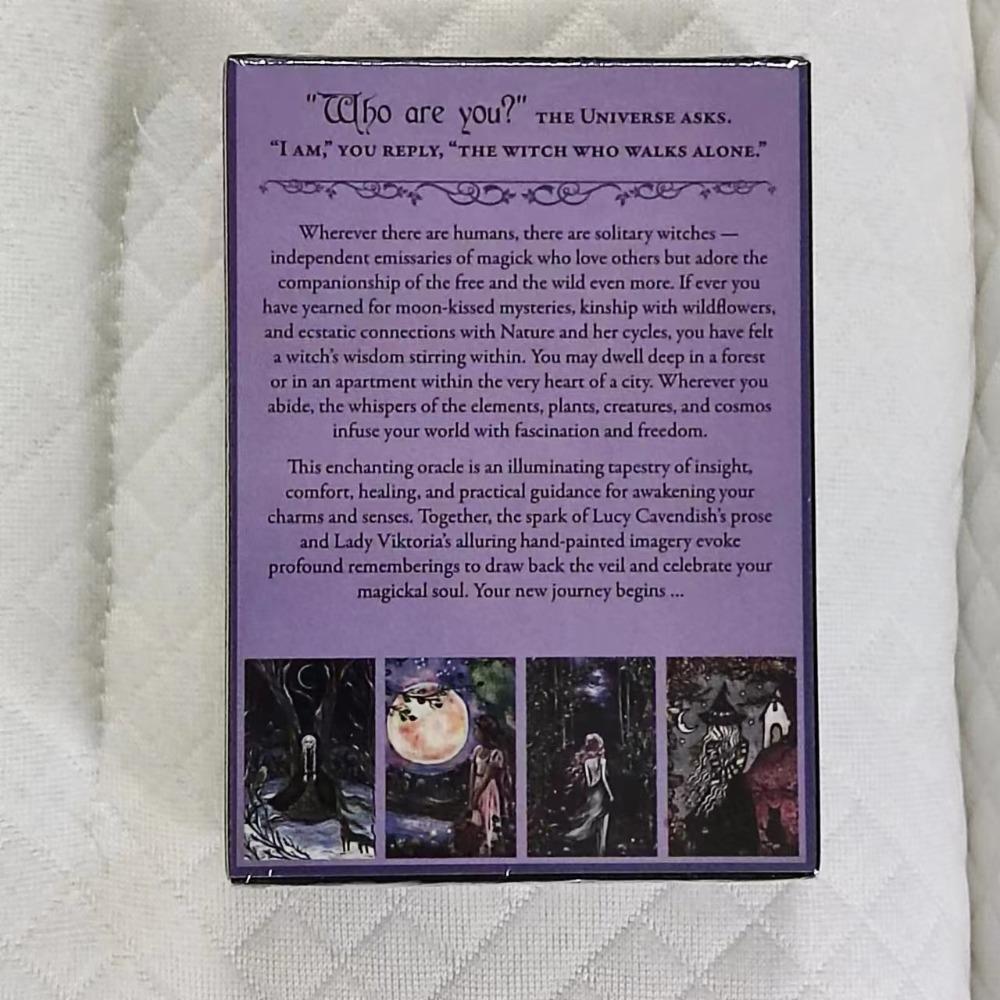 "Who are you?" THE UNIVERSE ASKS.
“I AM,” YOU REPLY, “THE WITCH WHO WALKS ALONE.”
Wherever there are humans, there are solitary witches —
independent emissaries of magick who love others but adore the
companionship of the free and the wild even more. If ever you
have yearned for moon-kissed mysteries, kinship with wildflowers,
and ecstatic connections with Nature and her cycles, you have felt
a witch’s wisdom stirring within. You may dwell deep in a forest
or in an apartment within the very heart of a city. Wherever you
abide, the whispers of the elements, plants, creatures, and cosmos
infuse your world with fascination and freedom.
This enchanting oracle is an illuminating tapestry of insight,
comfort, healing, and practical guidance for awakening your
charms and senses. Together, the spark of Lucy Cavendish’s prose
and Lady Viktoria’s alluring hand-painted imagery evoke
profound rememberings to draw back the veil and celebrate your
magickal soul. Your new journey begins ...